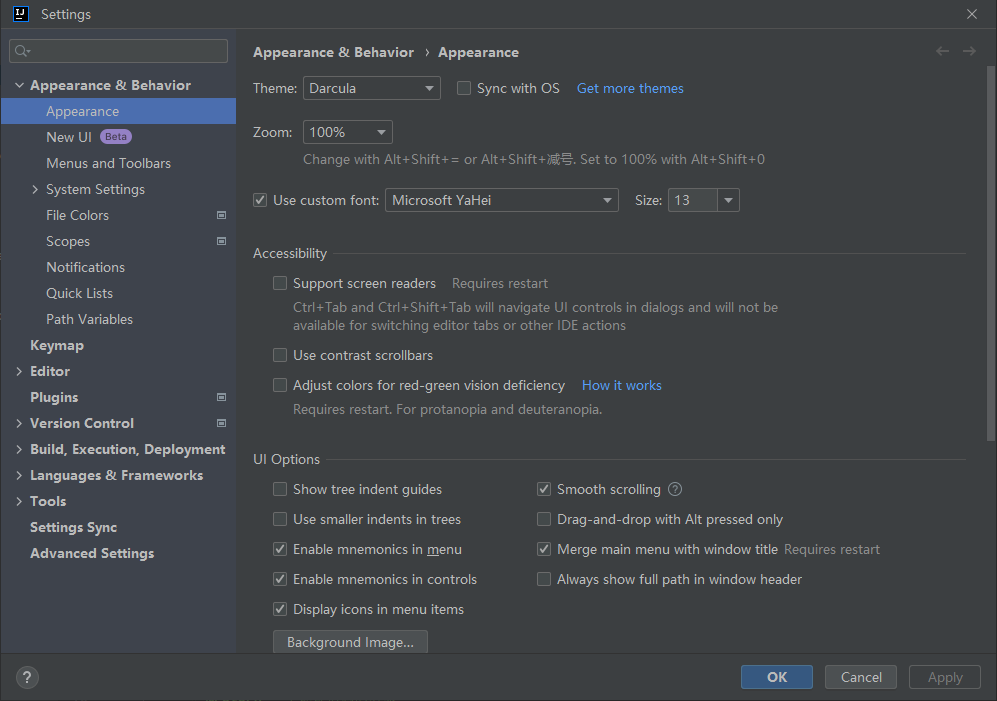 IJ
Settings
Appearance & Behavior
Appearance
New UI Beta
Menus and Toolbars
System Settings
File Colors
Scopes
Notifications
Quick Lists
Path Variables
Keymap
Editor
Plugins
Version Control
Build, Execution, Deployment
Languages & Frameworks
Tools
Settings Sync
Advanced Settings
Appearance & Behavior › Appearance
Theme: Darcula Sync with OS Get more themes
Zoom: 100%
Change with Alt+Shift+= or Alt+Shift+减号. Set to 100% with Alt+Shift+0
Use custom font: Microsoft YaHei Size: 13
Accessibility
Support screen readers Requires restart
Ctrl+Tab and Ctrl+Shift+Tab will navigate UI controls in dialogs and will not be
available for switching editor tabs or other IDE actions
Use contrast scrollbars
Adjust colors for red-green vision deficiency How it works
Requires restart. For protanopia and deuteranopia.
UI Options
Show tree indent guides Smooth scrolling ?
Use smaller indents in trees Drag-and-drop with Alt pressed only
Enable mnemonics in menu Merge main menu with window title Requires restart
Enable mnemonics in controls Always show full path in window header
Display icons in menu items
Background Image...
? OK Cancel Apply